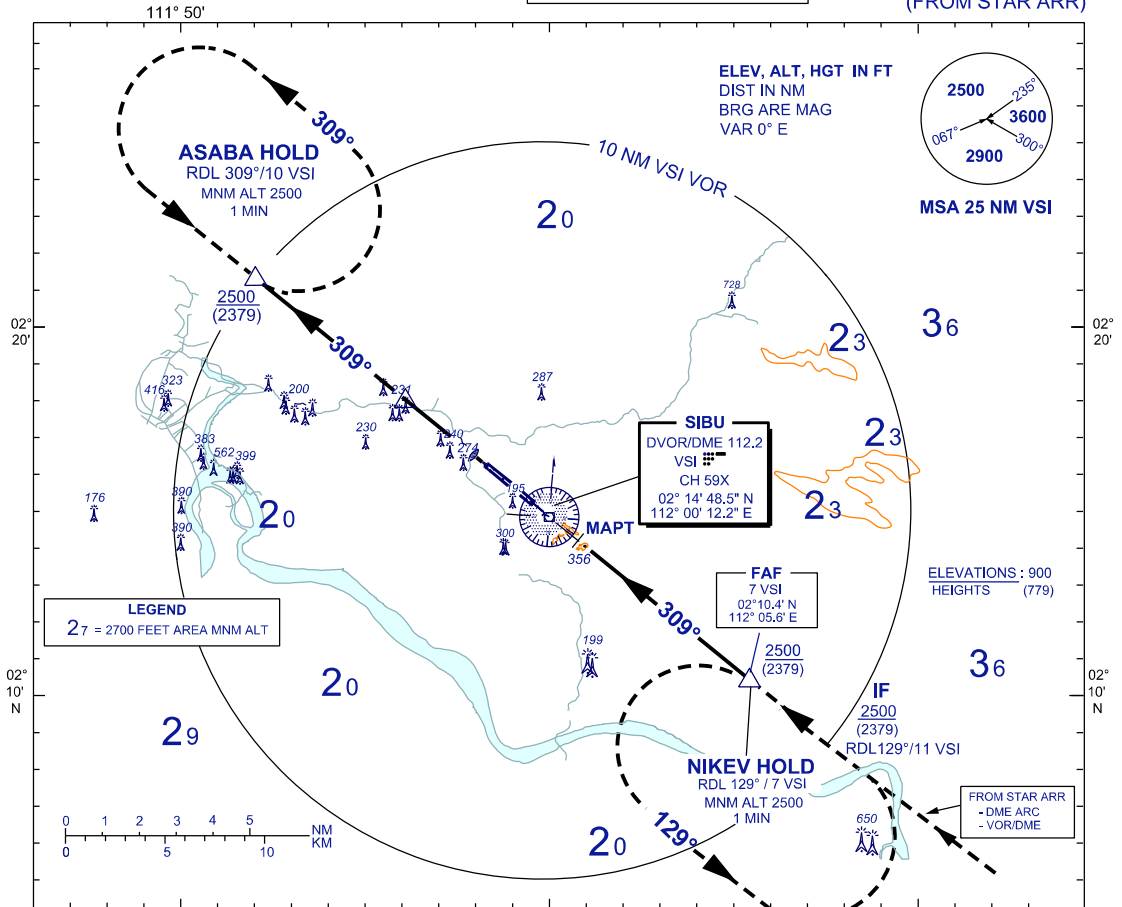 (FROM STAR ARR)
111° 50'
ELEV, ALT, HGT IN FT
DIST IN NM
BRG ARE MAG
VAR 0° E
2500
235°
3600
067°
300°
2900
MSA 25 NM VSI
309°
ASABA HOLD
RDL 309°/10 VSI
MNM ALT 2500
1 MIN
10 NM VSI VOR
20
2500
(2379)
728
02°
20'
02°
20'
36
23
309°
323
416
200
231
287
23
230
240
274
383
562
399
SIBU
DVOR/DME 112.2
VSI
CH 59X
02° 14' 48.5" N
112° 00' 12.2" E
176
390
390
20
195
23
MAPT
300
356
ELEVATIONS : 900
HEIGHTS (779)
FAF
7 VSI
02°10.4' N
112° 05.6' E
LEGEND
27 = 2700 FEET AREA MNM ALT
309°
199
2500
(2379)
36
02°
10'
N
02°
10'
N
20
IF
2500
(2379)
RDL129°/11 VSI
29
NIKEV HOLD
RDL 129° / 7 VSI
MNM ALT 2500
1 MIN
FROM STAR ARR
- DME ARC
- VOR/DME
0 1 2 3 4 5 NM
0 5 10 KM
129°
20
650